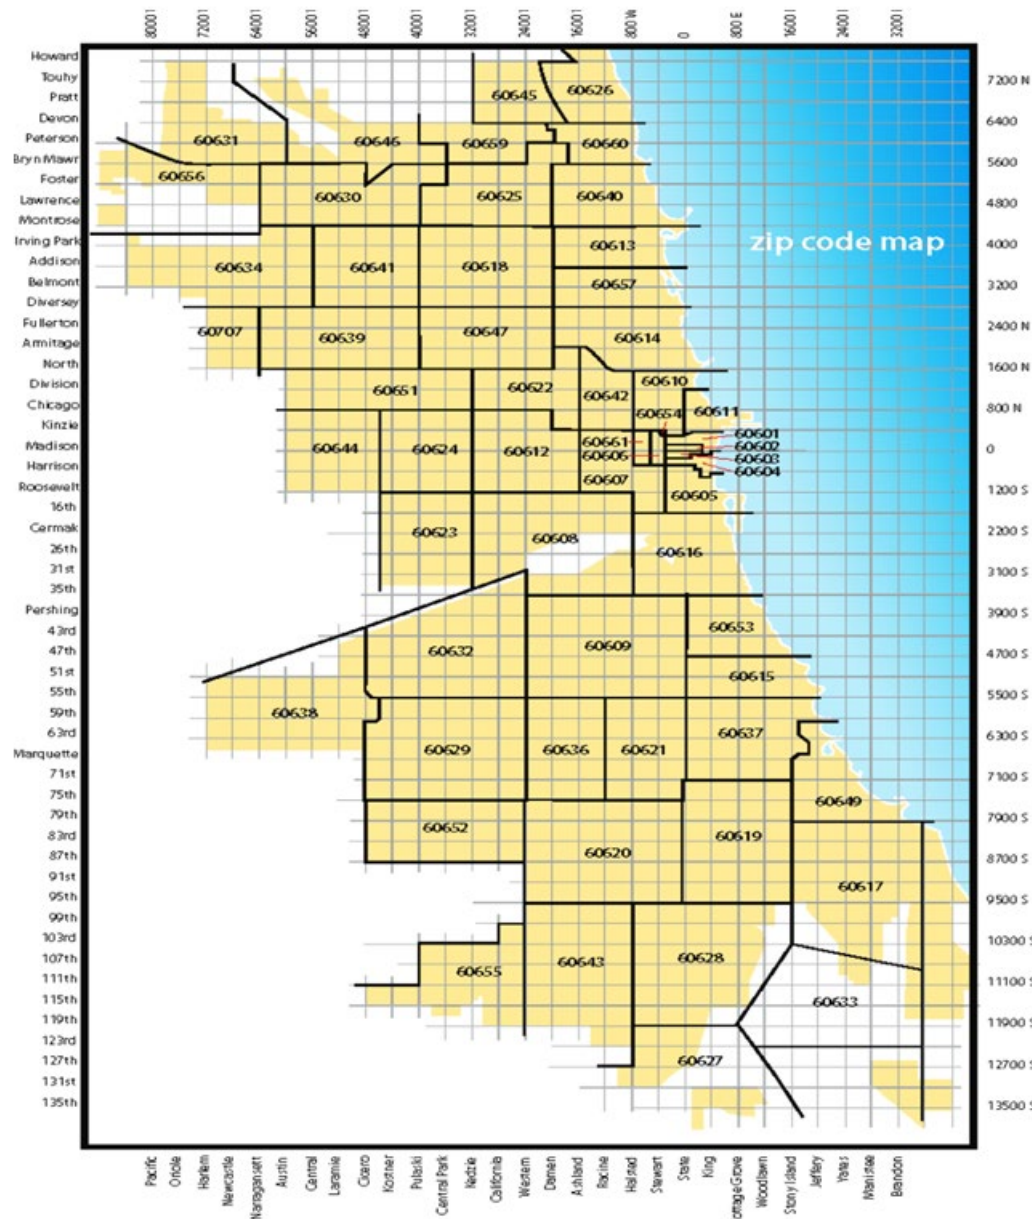 80001
72001
64001
56001
48001
40001
32001
24001
16001
800 W
0
800 E
16001
24001
32001
Howard
Touhy
Pratt
Devon
Peterson
Bryn Mawr
Foster
Lawrence
Montrose
Irving Park
Addison
Belmont
Diversey
Fullerton
Armitage
North
Division
Chicago
Kinzie
Madison
Harrison
Roosevelt
16th
Cermak
26th
31st
35th
Pershing
43rd
47th
51st
55th
59th
63rd
Marquette
71st
75th
79th
83rd
87th
91st
95th
99th
103rd
107th
111th
115th
119th
123rd
127th
131st
135th
zip code map
60626
60645
60631
60646
60659
60660
60656
60630
60625
60640
60613
60634
60641
60618
60657
60707
60639
60647
60614
60651
60622
60642
60610
60654
60611
60644
60624
60612
60661
60606
60607
60601
60602
60603
60604
60605
60623
60608
60616
60653
60632
60609
60615
60638
60629
60636
60621
60637
60649
60652
60620
60619
60617
60655
60643
60628
60633
60627
7200 N
6400
5600
4800
4000
3200
2400 N
1600 N
800 N
0
1200 S
2200 S
3100 S
3900 S
4700 S
5500 S
6300 S
7100 S
7900 S
8700 S
9500 S
10300 S
11100 S
11900 S
12700 S
13500 S
Pacific
Oriole
Harlem
Newcastle
Narragansett
Austin
Central
Laramie
Cicero
Kostner
Pulaski
Central Park
Kedzie
California
Western
Damen
Ashland
Racine
Halsted
Stewart
State
King
ottage Grove
Woodlawn
Stony Island
Jeffery
Yates
Manistee
Brandon